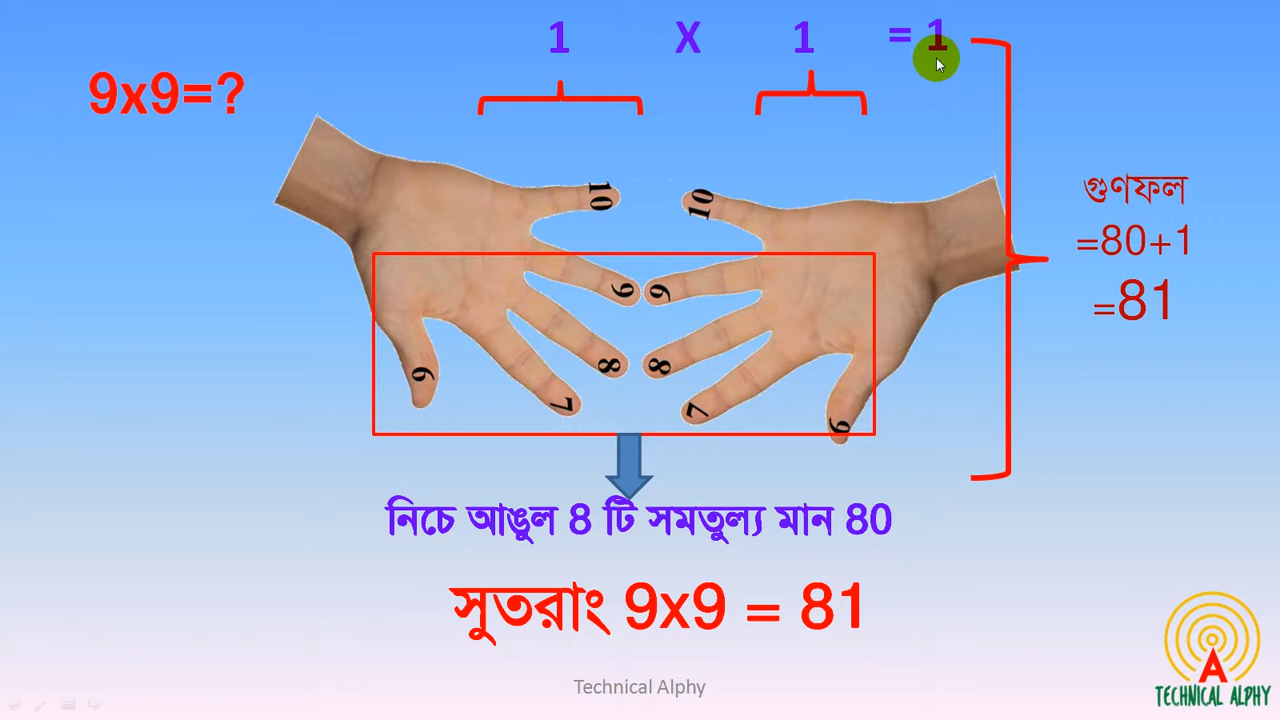 1 X 1 = 1
9x9=?
10 10
গুণফল
=80+1
9 9
=81
8 8
6 7 7 6
নিচে আঙুল 8 টি সমতুল্য মান 80
সুতরাং 9x9 = 81
Technical Alphy
A
TECHNICAL ALPHY